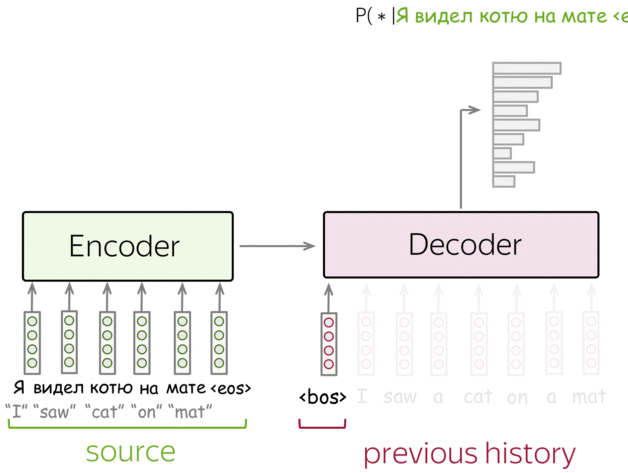 P( * |Я видел котю на мате <e
Encoder
Decoder
Я видел котю на мате <eos>
"I" "saw" "cat" "on" "mat"
<bos> I saw a cat on a mat
source
previous history